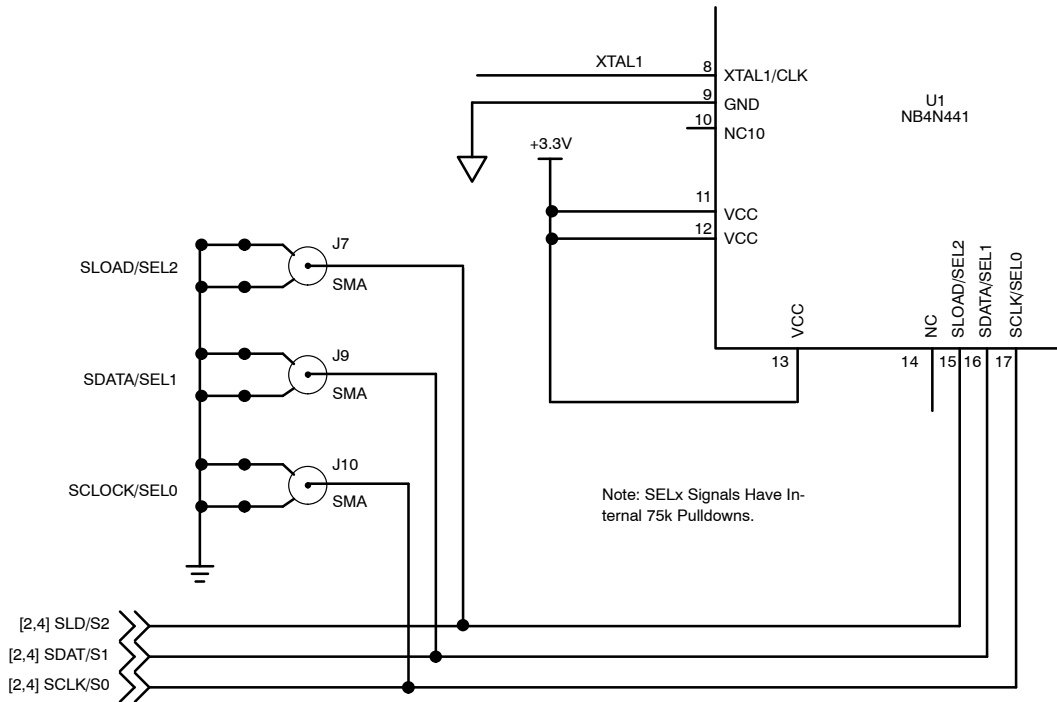 XTAL1
8
XTAL1/CLK
9
GND
10
NC10
U1
NB4N441
+3.3V
11
VCC
12
VCC
J7
SLOAD/SEL2
SMA
J9
SDATA/SEL1
SMA
J10
SCLOCK/SEL0
SMA
VCC
NC
SLOAD/SEL2
SDATA/SEL1
SCLK/SEL0
13
14
15
16
17
Note: SELx Signals Have In-
ternal 75k Pulldowns.
[2,4] SLD/S2
[2,4] SDAT/S1
[2,4] SCLK/S0